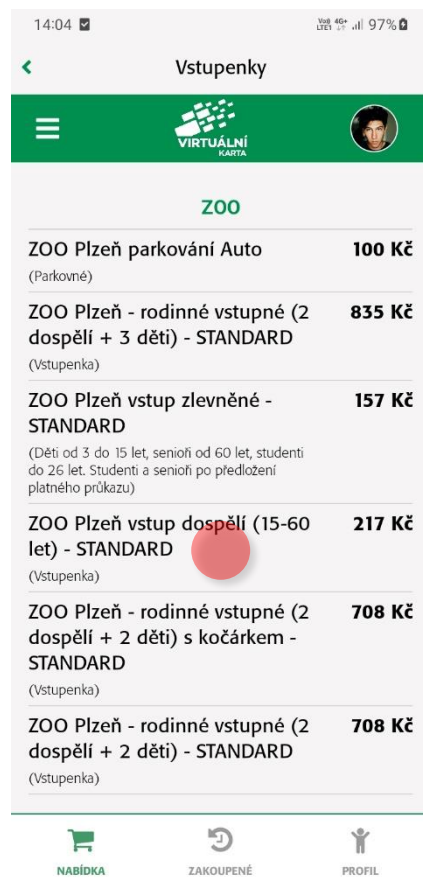 14:04
Vo)) 4G+ 97%
LTE1
Vstupenky
VIRTUÁLNÍ
KARTA
ZOO
ZOO Plzeň parkování Auto 100 Kč
(Parkovné)
ZOO Plzeň - rodinné vstupné (2 835 Kč
dospělí + 3 děti) - STANDARD
(Vstupenka)
ZOO Plzeň vstup zlevněné - 157 Kč
STANDARD
(Děti od 3 do 15 let, senioři od 60 let, studenti
do 26 let. Studenti a senioři po předložení
platného průkazu)
ZOO Plzeň vstup dospělí (15-60 217 Kč
let) - STANDARD
(Vstupenka)
ZOO Plzeň - rodinné vstupné (2 708 Kč
dospělí + 2 děti) s kočárkem -
STANDARD
(Vstupenka)
ZOO Plzeň - rodinné vstupné (2 708 Kč
dospělí + 2 děti) - STANDARD
(Vstupenka)
NABÍDKA ZAKOUPENÉ PROFIL